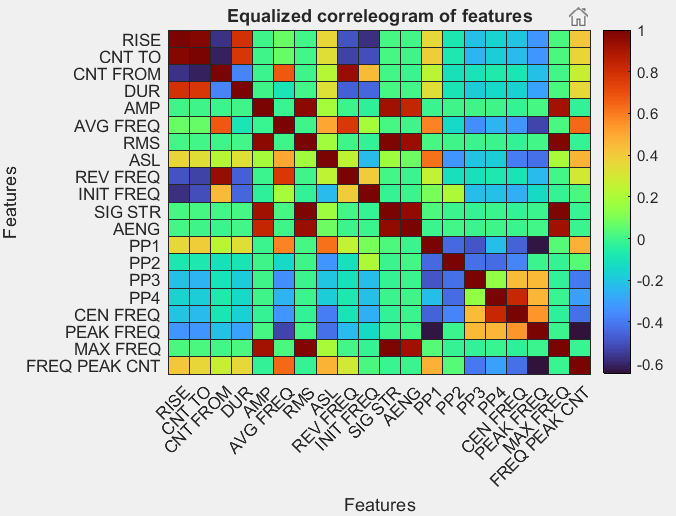 Equalized correleogram of features
RISE
CNT TO
CNT FROM
DUR
AMP
AVG FREQ
RMS
ASL
REV FREQ
INIT FREQ
SIG STR
AENG
PP1
PP2
PP3
PP4
CEN FREQ
PEAK FREQ
MAX FREQ
FREQ PEAK CNT
Features
RISE
CNT TO
CNT FROM
DUR
AMP
AVG FREQ
RMS
ASL
REV FREQ
INIT FREQ
SIG STR
AENG
PP1
PP2
PP3
PP4
CEN FREQ
PEAK FREQ
MAX FREQ
FREQ PEAK CNT
Features
1
0.8
0.6
0.4
0.2
0
-0.2
-0.4
-0.6